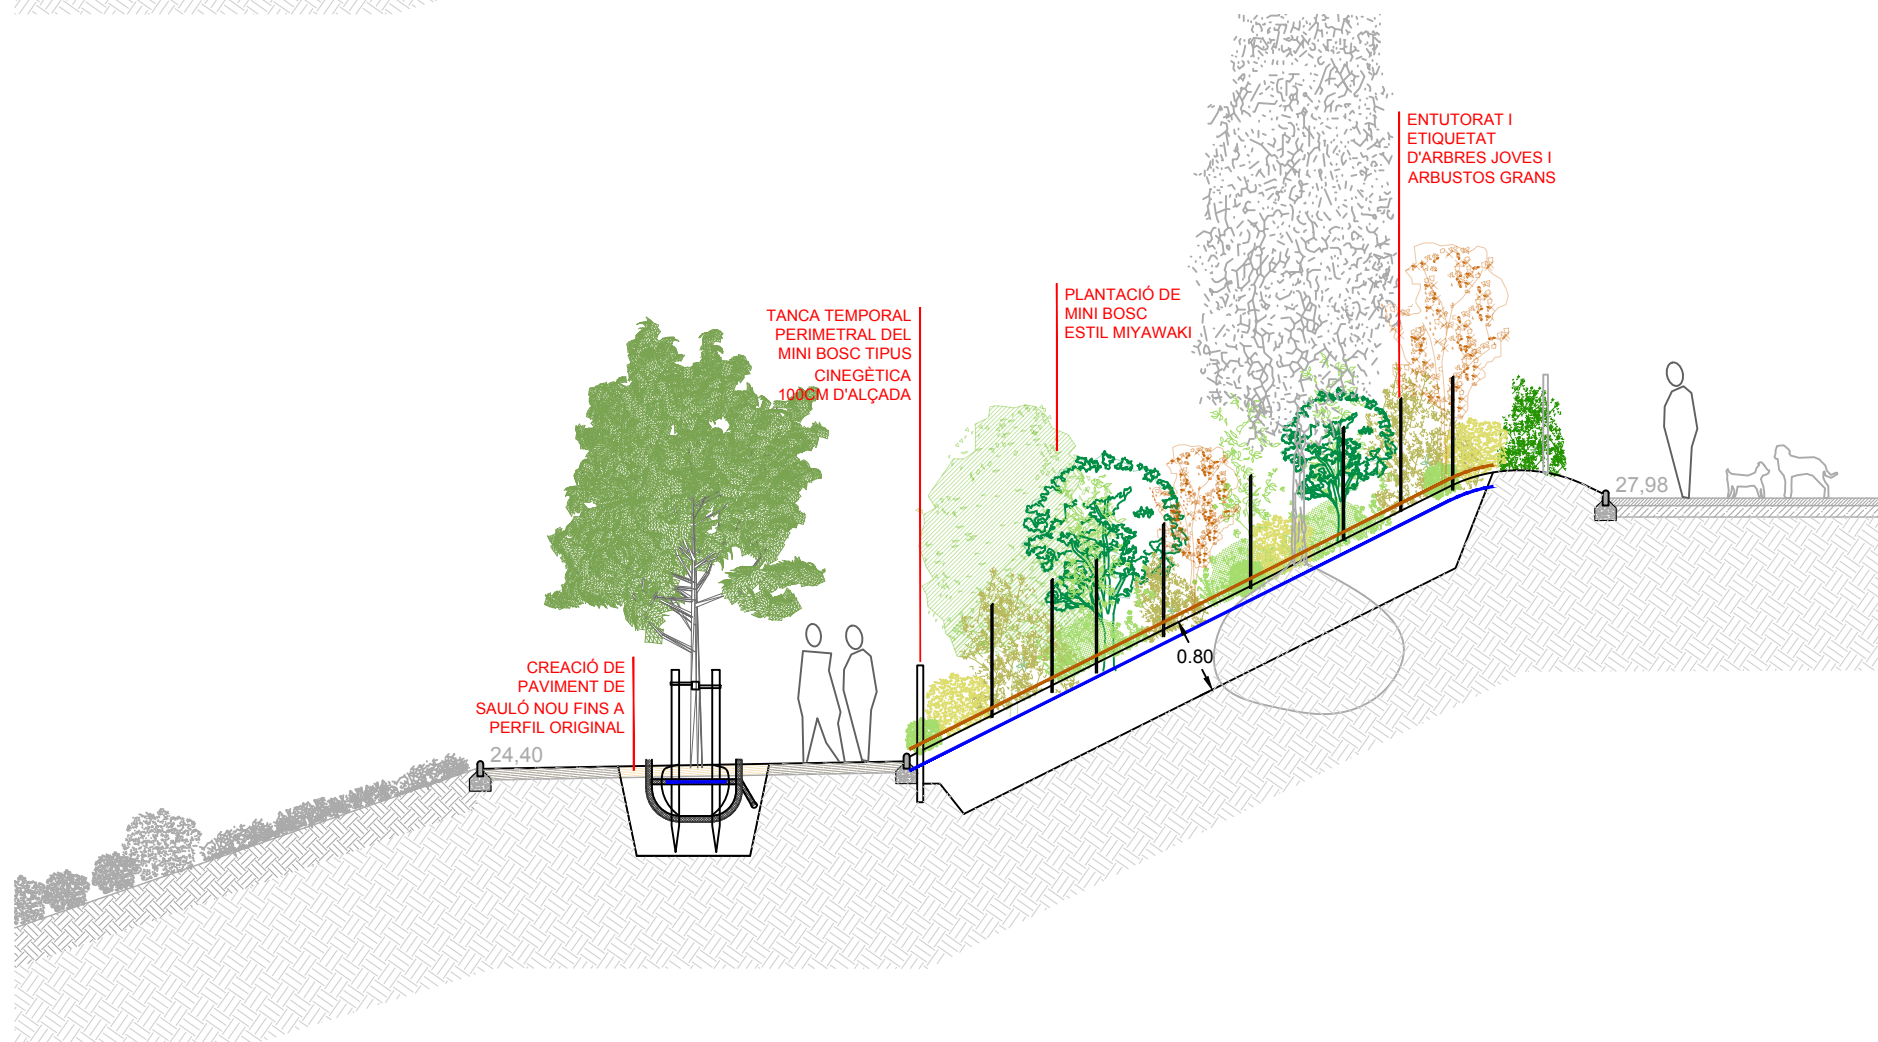 ENTUTORAT I
ETIQUETAT
D'ARBRES JOVES I
ARBUSTOS GRANS
PLANTACIÓ DE
MINI BOSC
ESTIL MIYAWAKI
TANCA TEMPORAL
PERIMETRAL DEL
MINI BOSC TIPUS
CINEGÈTICA
100CM D'ALÇADA
27,98
0.80
CREACIÓ DE
PAVIMENT DE
SAULÓ NOU FINS A
PERFIL ORIGINAL
24,40